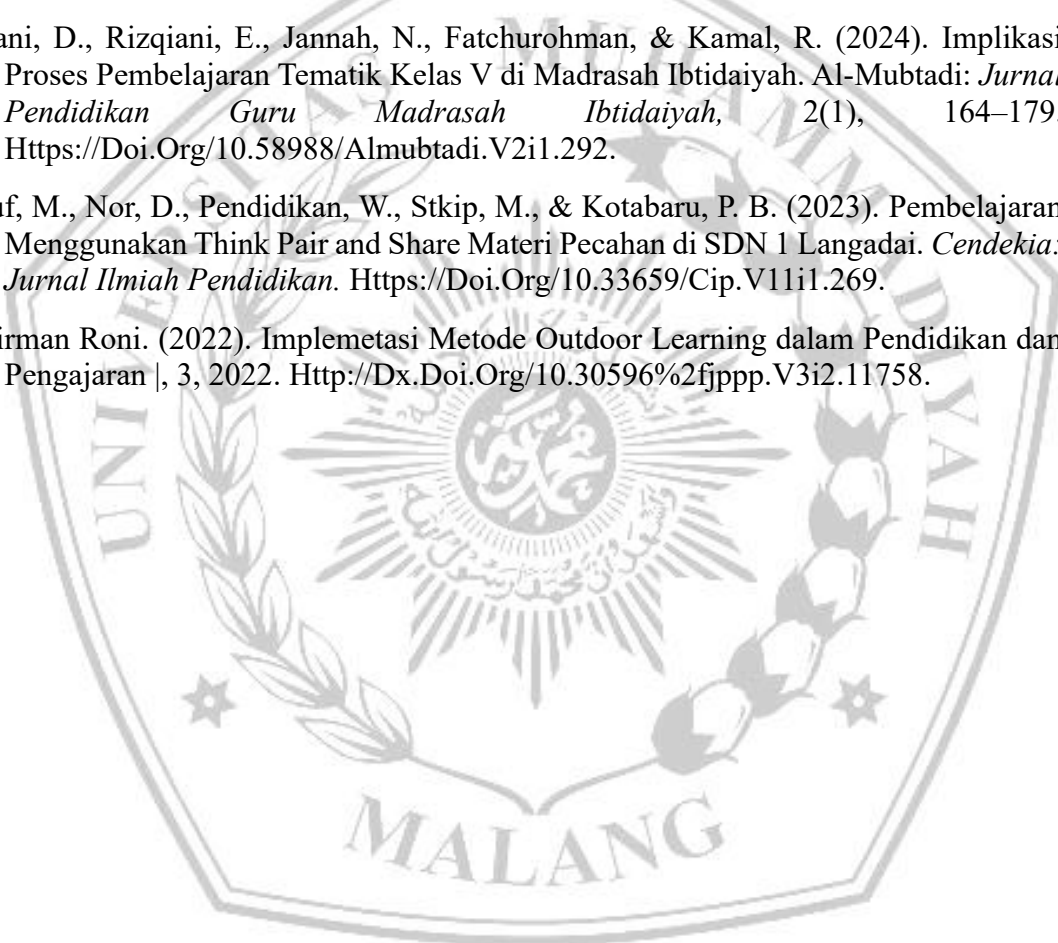 ani, D., Rizqiani, E., Jannah, N., Fatchurohman, & Kamal, R. (2024). Implikasi
Proses Pembelajaran Tematik Kelas V di Madrasah Ibtidaiyah. Al-Mubtadi: Jurnal
Pendidikan Guru Madrasah Ibtidaiyah, 2(1), 164–179.
Https://Doi.Org/10.58988/Almubtadi.V2i1.292.
uf, M., Nor, D., Pendidikan, W., Stkip, M., & Kotabaru, P. B. (2023). Pembelajaran
Menggunakan Think Pair and Share Materi Pecahan di SDN 1 Langadai. Cendekia:
Jurnal Ilmiah Pendidikan. Https://Doi.Org/10.33659/Cip.V11i1.269.
irman Roni. (2022). Implemetasi Metode Outdoor Learning dalam Pendidikan dan
Pengajaran |, 3, 2022. Http://Dx.Doi.Org/10.30596%2fjppp.V3i2.11758.
UNIVERSITAS MUHAMMADIYAH
MALANG